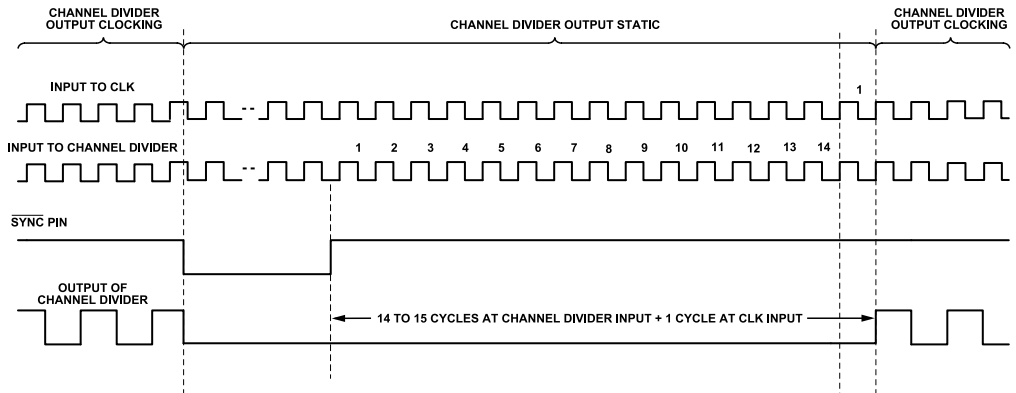 CHANNEL DIVIDER
OUTPUT CLOCKING
CHANNEL DIVIDER OUTPUT STATIC
CHANNEL DIVIDER
OUTPUT CLOCKING
INPUT TO CLK
1
INPUT TO CHANNEL DIVIDER
1 2 3 4 5 6 7 8 9 10 11 12 13 14
SYNC PIN
OUTPUT OF
CHANNEL DIVIDER
14 TO 15 CYCLES AT CHANNEL DIVIDER INPUT + 1 CYCLE AT CLK INPUT